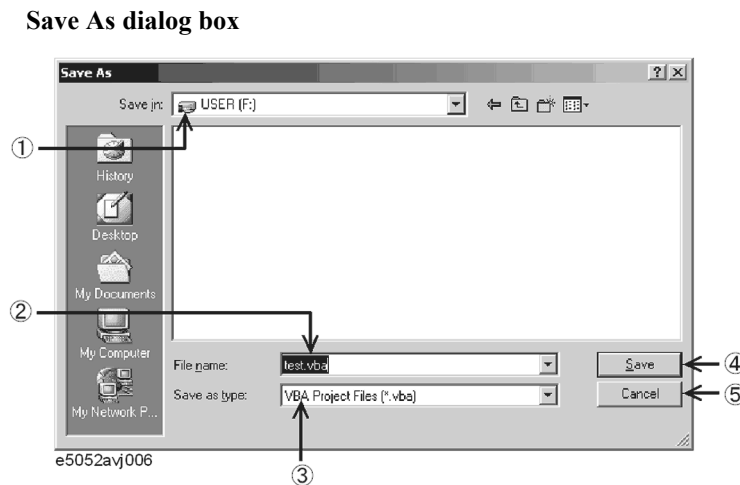 Save As dialog box
Save As
Save in: USER (F:)
①
History
Desktop
My Documents
②
My Computer
File name: test.vba Save ④
Save as type: VBA Project Files (*.vba) Cancel ⑤
My Network P...
e5052avj006
③